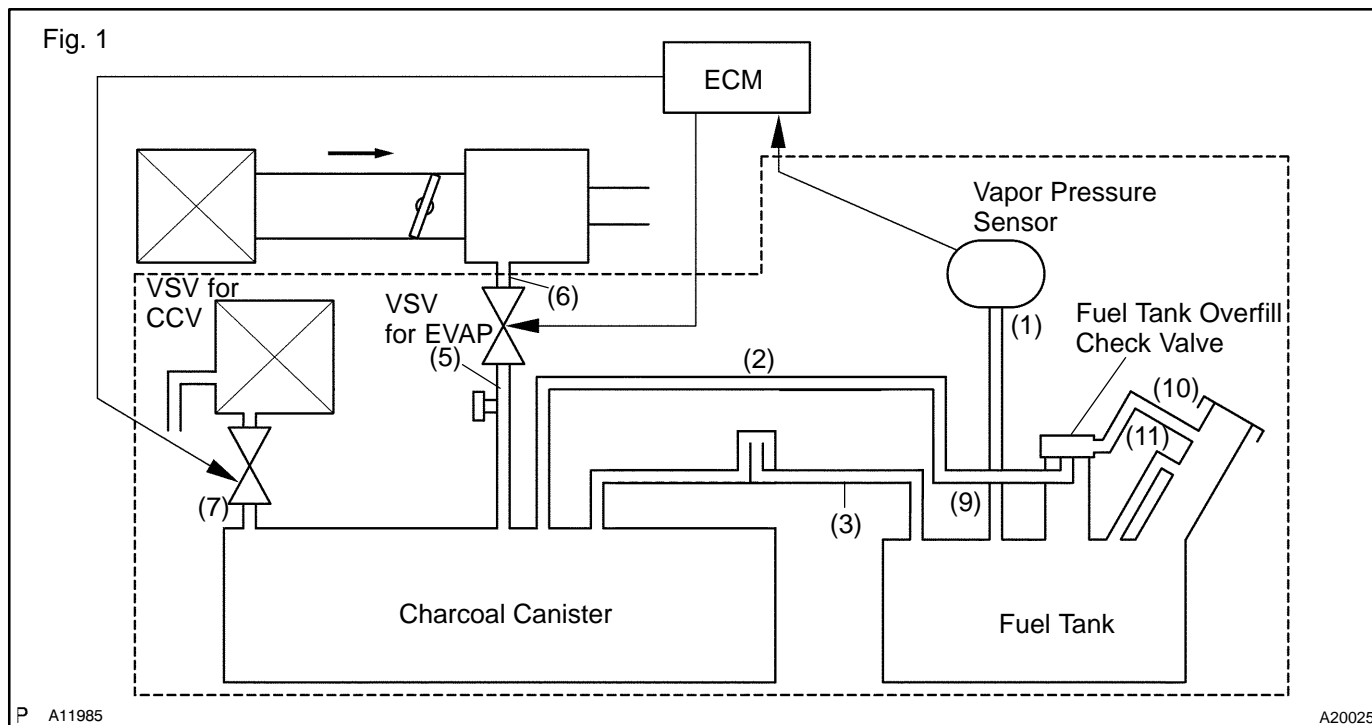 Fig. 1
ECM
Vapor Pressure
Sensor
VSV for
CCV
(6)
VSV
for EVAP
(1)
Fuel Tank Overfill
Check Valve
(5)
(2)
(10)
(11)
(7)
(3)
(9)
Charcoal Canister
Fuel Tank
P A11985
A20025